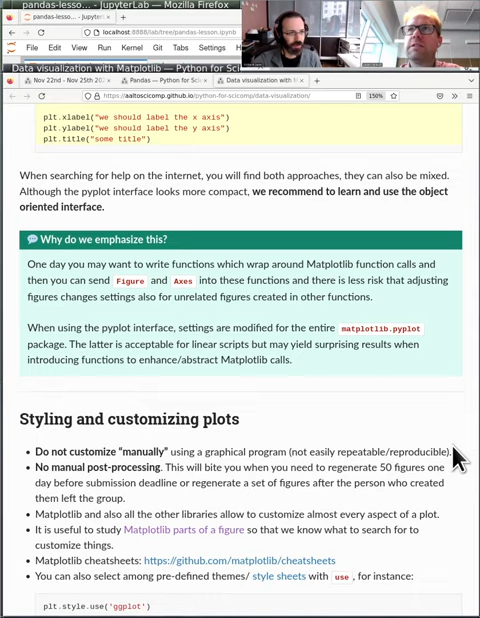 pandas-lesso... — JupyterLab — Mozilla Firefox
pandas-lesso... - JupyterLa
localhost:8888/lab/tree/pandas-lesson.ipynb
File Edit View Run Kernel
Data visualization with Matplotlib — Python for Sci
Nov 22nd - Nov 25th 20
Pandas — Python for Sci
Data visualization with M
https://aaltoscicomp.github.io/python-for-scicomp/data-visualization/
150%
plt.xlabel("we should label the x axis")
plt.ylabel("we should label the y axis")
plt.title("some title")
When searching for help on the internet, you will find both approaches, they can also be mixed.
Although the pyplot interface looks more compact, we recommend to learn and use the object
oriented interface.
Why do we emphasize this?
One day you may want to write functions which wrap around Matplotlib function calls and
then you can send Figure and Axes into these functions and there is less risk that adjusting
figures changes settings also for unrelated figures created in other functions.
When using the pyplot interface, settings are modified for the entire matplotlib.pyplot
package. The latter is acceptable for linear scripts but may yield surprising results when
introducing functions to enhance/abstract Matplotlib calls.
Styling and customizing plots
• Do not customize “manually” using a graphical program (not easily repeatable/reproducible).
• No manual post-processing. This will bite you when you need to regenerate 50 figures one
day before submission deadline or regenerate a set of figures after the person who created
them left the group.
• Matplotlib and also all the other libraries allow to customize almost every aspect of a plot.
• It is useful to study Matplotlib parts of a figure so that we know what to search for to
customize things.
• Matplotlib cheatsheets: https://github.com/matplotlib/cheatsheets
• You can also select among pre-defined themes/ style sheets with use , for instance:
plt.style.use('ggplot')